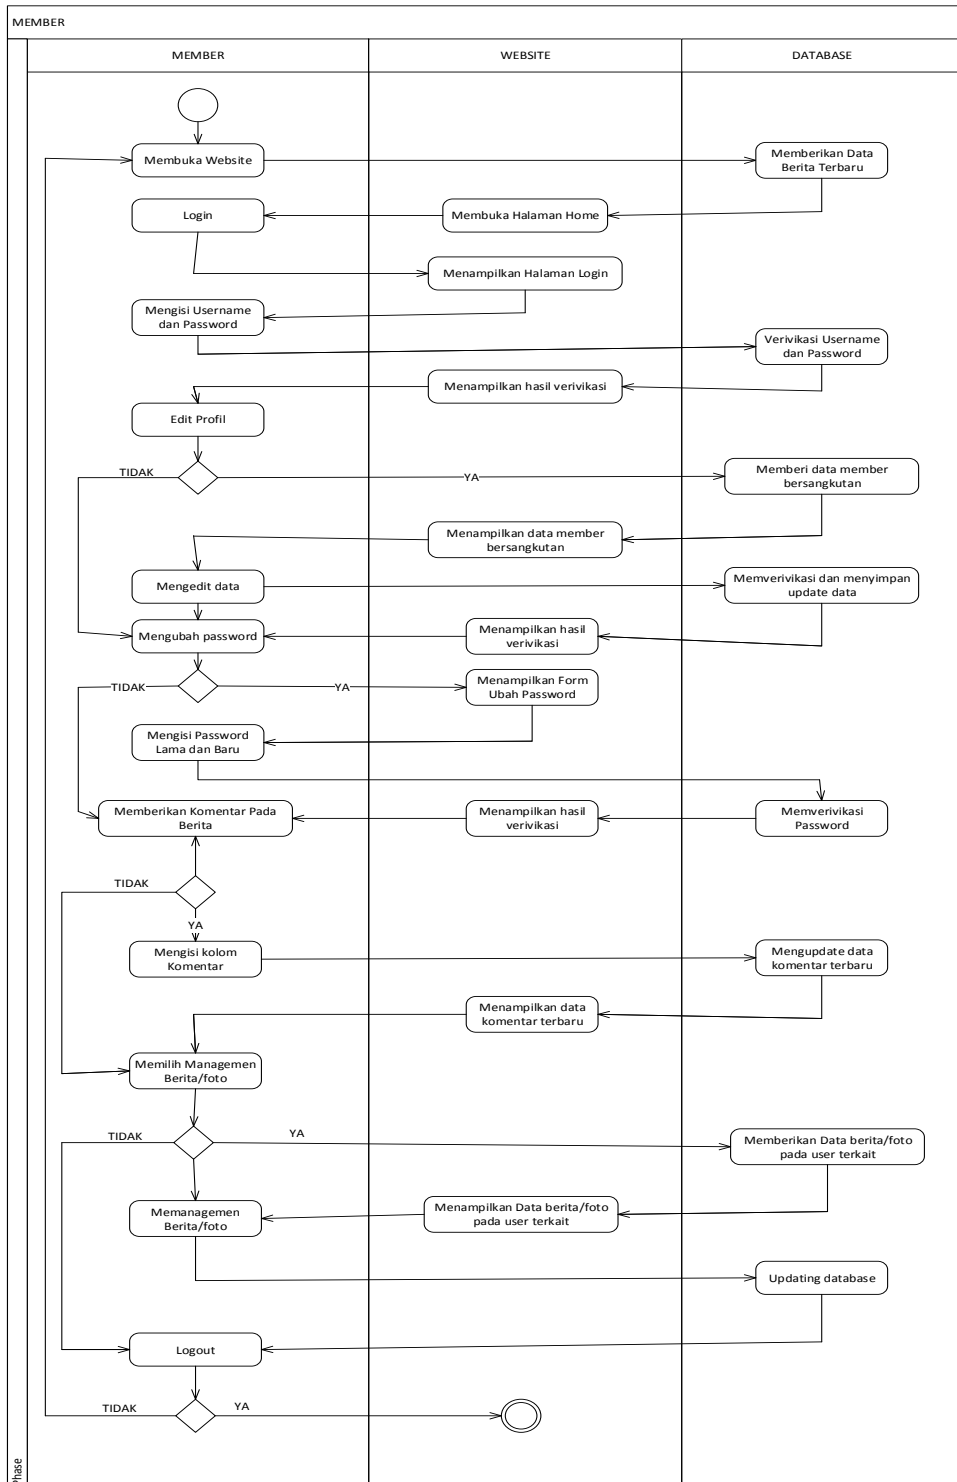 MEMBER
MEMBER
WEBSITE
DATABASE
Membuka Website
Memberikan Data
Berita Terbaru
Login
Membuka Halaman Home
Menampilkan Halaman Login
Mengisi Username
dan Password
Verivikasi Username
dan Password
Menampilkan hasil verivikasi
Edit Profil
TIDAK
YA
Memberi data member
bersangkutan
Menampilkan data member
bersangkutan
Mengedit data
Memverivikasi dan menyimpan
update data
Mengubah password
Menampilkan hasil
verivikasi
TIDAK
YA
Menampilkan Form
Ubah Password
Mengisi Password
Lama dan Baru
Memberikan Komentar Pada
Berita
Menampilkan hasil
verivikasi
Memverivikasi
Password
TIDAK
YA
Mengisi kolom
Komentar
Mengupdate data
komentar terbaru
Menampilkan data
komentar terbaru
Memilih Managemen
Berita/foto
TIDAK
YA
Memberikan Data berita/foto
pada user terkait
Memanagemen
Berita/foto
Menampilkan Data berita/foto
pada user terkait
Updating database
Logout
TIDAK
YA
Phase